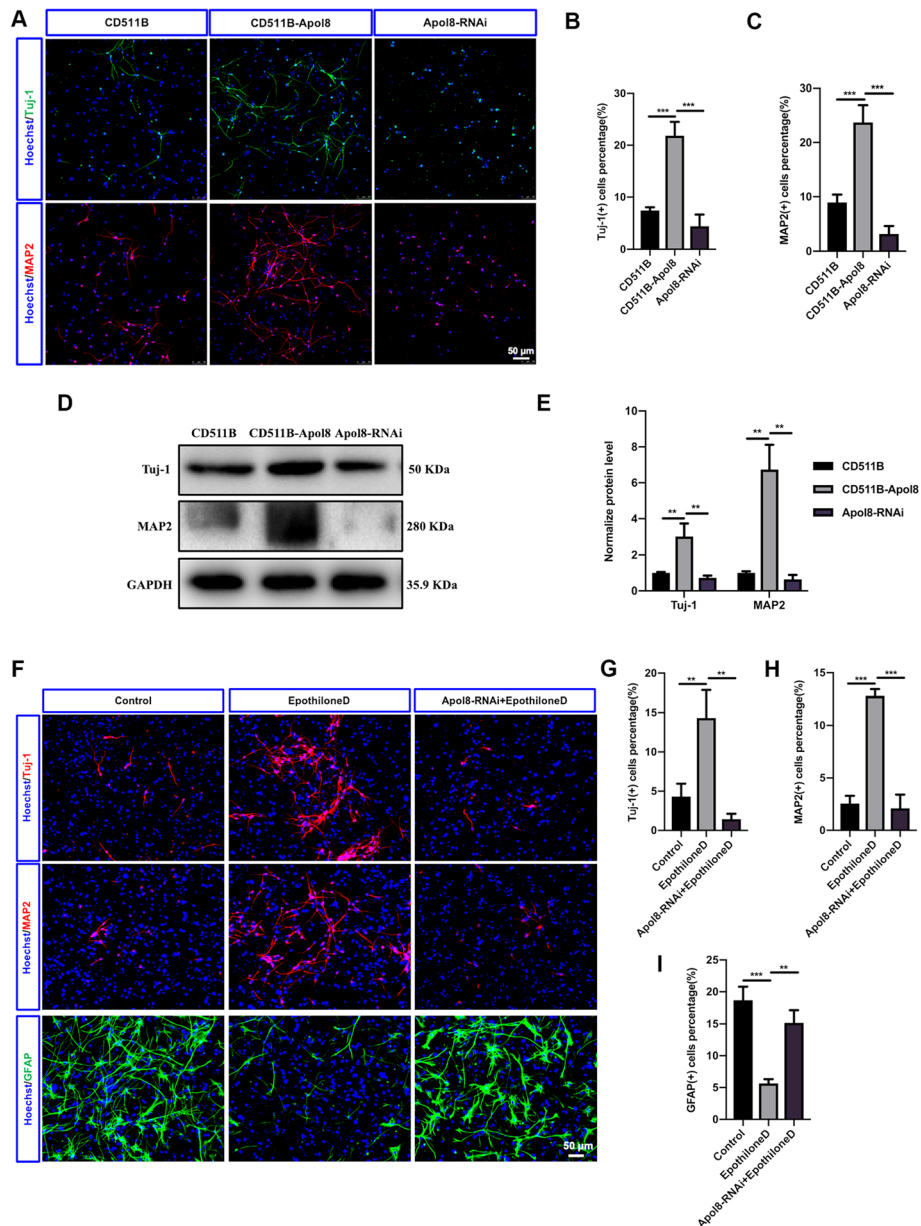 A
CD511B
CD511B-Apol8
Apol8-RNAi
Hoechst/Tuj-1
Hoechst/MAP2
50 μm
B
Tuj-1(+) cells percentage(%)
30
20
10
0
***
***
CD511B
CD511B-Apol8
Apol8-RNAi
C
MAP2(+) cells percentage(%)
30
20
10
0
***
***
CD511B
CD511B-Apol8
Apol8-RNAi
D
CD511B CD511B-Apol8 Apol8-RNAi
Tuj-1 50 KDa
MAP2 280 KDa
GAPDH 35.9 KDa
E
Normalize protein level
10
8
6
4
2
0
**
**
**
**
Tuj-1
MAP2
CD511B
CD511B-Apol8
Apol8-RNAi
F
Control
EpothiloneD
Apol8-RNAi+EpothiloneD
Hoechst/Tuj-1
Hoechst/MAP2
Hoechst/GFAP
50 μm
G
Tuj-1(+) cells percentage(%)
20
15
10
5
0
**
**
Control
EpothiloneD
Apol8-RNAi+EpothiloneD
H
MAP2(+) cells percentage(%)
15
10
5
0
***
***
Control
EpothiloneD
Apol8-RNAi+EpothiloneD
I
GFAP(+) cells percentage(%)
25
20
15
10
5
0
***
**
Control
EpothiloneD
Apol8-RNAi+EpothiloneD